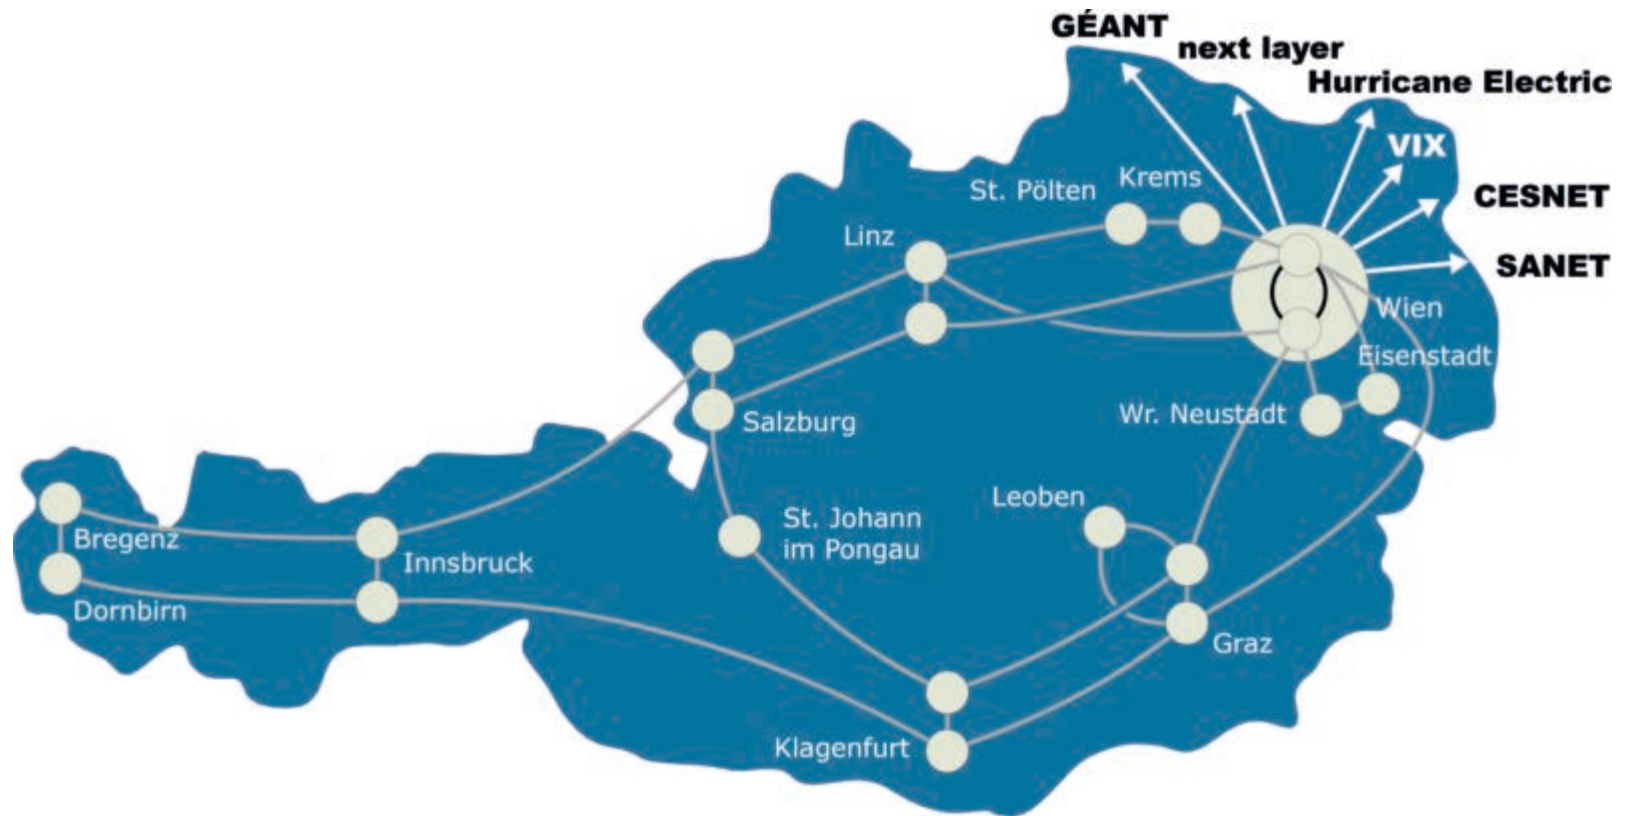 GÉANT
next layer
Hurricane Electric
VIX
CESNET
SANET
St. Pölten
Krems
Linz
Wien
Eisenstadt
Wr. Neustadt
Salzburg
Leoben
St. Johann
im Pongau
Bregenz
Innsbruck
Dornbirn
Graz
Klagenfurt